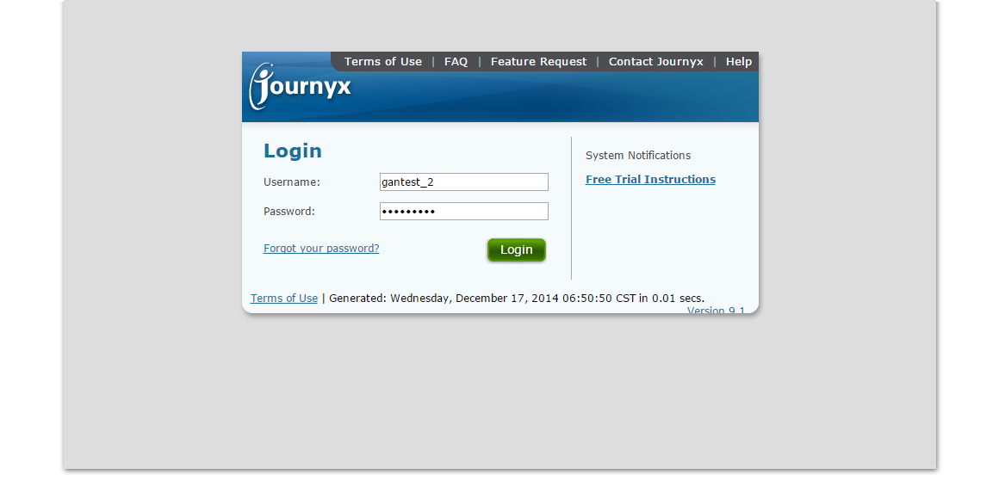 Terms of Use | FAQ | Feature Request | Contact Journyx | Help
Journyx
Login
Username: gantest_2
Password: •••••••••
Forgot your password? Login
System Notifications
Free Trial Instructions
Terms of Use | Generated: Wednesday, December 17, 2014 06:50:50 CST in 0.01 secs.
Version 9.1